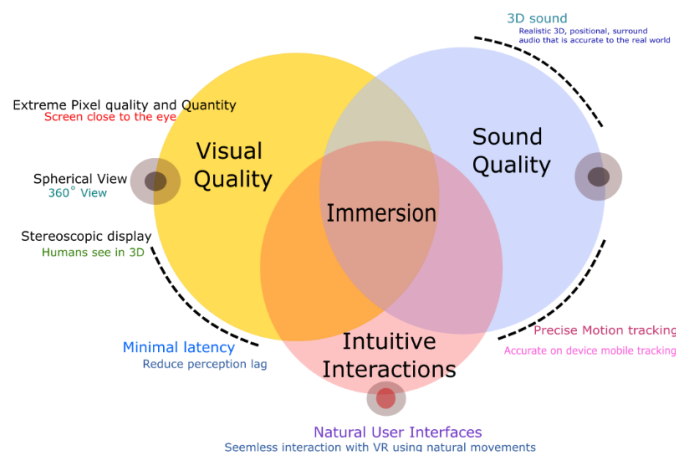 3D sound
Realistic 3D, positional, surround
audio that is accurate to the real world
Extreme Pixel quality and Quantity
Screen close to the eye
Visual
Quality
Sound
Quality
Spherical View
360° View
Immersion
Stereoscopic display
Humans see in 3D
Minimal latency
Reduce perception lag
Intuitive
Interactions
Precise Motion tracking
Accurate on device mobile tracking
Natural User Interfaces
Seemless interaction with VR using natural movements